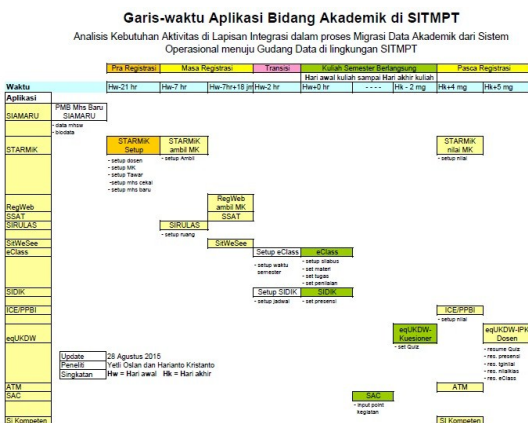 Garis-waktu Aplikasi Bidang Akademik di SITMPT
Analisis Kebutuhan Aktivitas di Lapisan Integrasi dalam proses Migrasi Data Akademik dari Sistem
Operasional menuju Gudang Data di lingkungan SITMPT
Pra Registrasi Masa Registrasi Transisi Kuliah Semester Berlangsung Pasca Registrasi
Hari awal kuliah sampai Hari akhir kuliah
Waktu Hw-21 hr Hw-7 hr Hw-7hr+18 jm Hw-2 hr Hw+0 hr - - - - Hk - 2 mg Hk+4 mg Hk+5 mg
Aplikasi
PMB Mhs Baru
SIAMARU SIAMARU
- data mhsw
- biodata
STARMiK STARMiK STARMiK STARMiK
Setup ambil MK nilai MK
- setup dosen - setup Ambil - setup nilai
- setup MK
- setup Tawar
- setup mhs cekal
- setup mhs baru
RegWeb
RegWeb ambil MK
SSAT SSAT
SIRULAS SIRULAS
- setup ruang
SitWeSee SitWeSee
eClass Setup eClass eClass
- setup waktu - set silabus
semester - set materi
- set tugas
- set penilaian
SIDIK Setup SIDIK SIDIK
- setup jadwal - set presensi
ICE/PPBI ICE/PPBI
- setup nilai
eqUKDW- eqUKDW-IPK
eqUKDW Kuesioner Dosen
- set Quiz - resume Quiz
- res. presensi
- res. nilaikias
- res. eClass
Update 28 Agustus 2015
Peneliti Yetli Oslan dan Harianto Kristanto
Singkatan Hw = Hari awal Hk = Hari akhir
ATM ATM
SAC SAC
- input point
kegiatan
Si Kompeten Si Kompeten